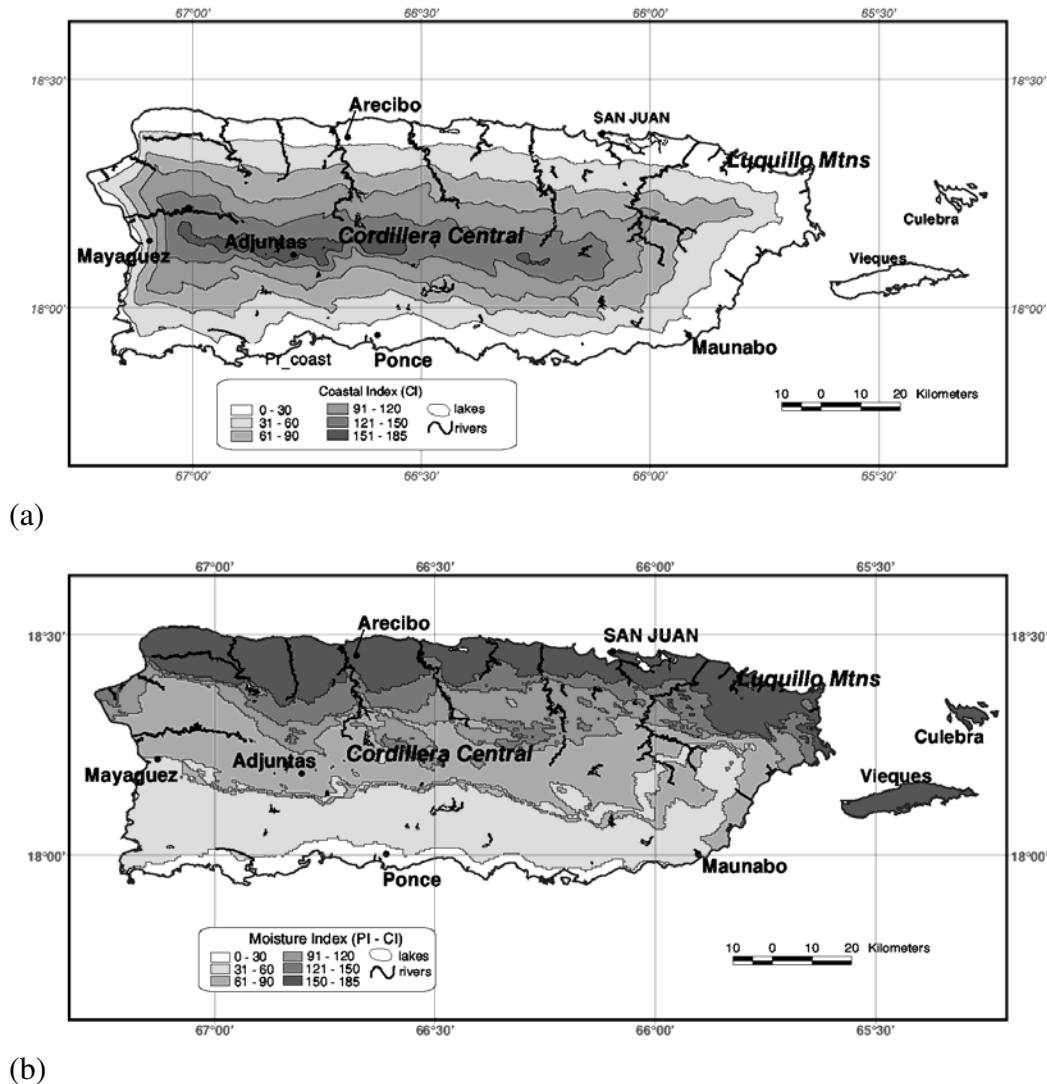 67°00' 66°30' 66°00' 65°30'
18°30' 18°30'
Arecibo
SAN JUAN
Luquillo Mtns
Culebra
Cordillera Central
Adjuntas
Mayaguez
Vieques
18°00' 18°00'
Maunabo
Pr_coast
Ponce
Coastal Index (CI)
0 - 30 91 - 120 lakes
31 - 60 121 - 150 rivers
61 - 90 151 - 185
10 0 10 20 Kilometers
67°00' 66°30' 66°00' 65°30'
(a)
67°00' 66°30' 66°00' 65°30'
18°30' 18°30'
Arecibo
SAN JUAN
Luquillo Mtns
Culebra
Cordillera Central
Adjuntas
Mayaguez
Vieques
18°00' 18°00'
Maunabo
Ponce
Moisture Index (PI - CI)
0 - 30 91 - 120 lakes
31 - 60 121 - 150 rivers
61 - 90 150 - 185
10 0 10 20 Kilometers
67°00' 66°30' 66°00' 65°30'
(b)